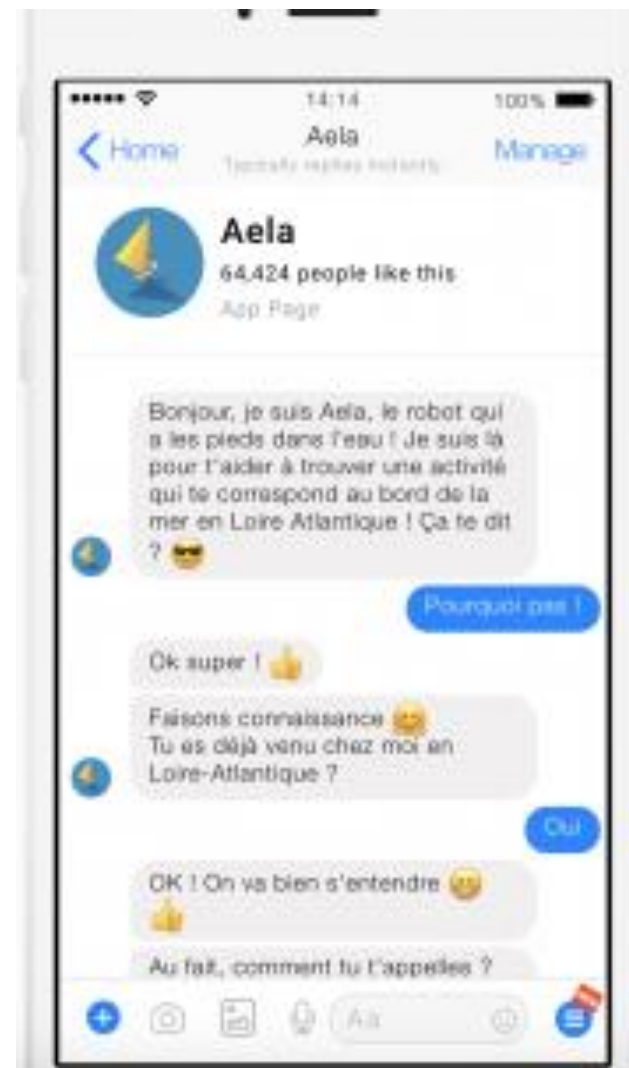 14:14
100%
Home
Aela
Manage
Typically replies instantly
Aela
64,424 people like this
App Page
Bonjour, je suis Aela, le robot qui
a les pieds dans l'eau ! Je suis là
pour t'aider à trouver une activité
qui te correspond au bord de la
mer en Loire Atlantique ! Ça te dit
? 😎
Pourquoi pas !
Ok super ! 👍
Faisons connaissance 😊
Tu es déjà venu chez moi en
Loire-Atlantique ?
Oui
OK ! On va bien s'entendre 😄
👍
Au fait, comment tu t'appelles ?
Aa